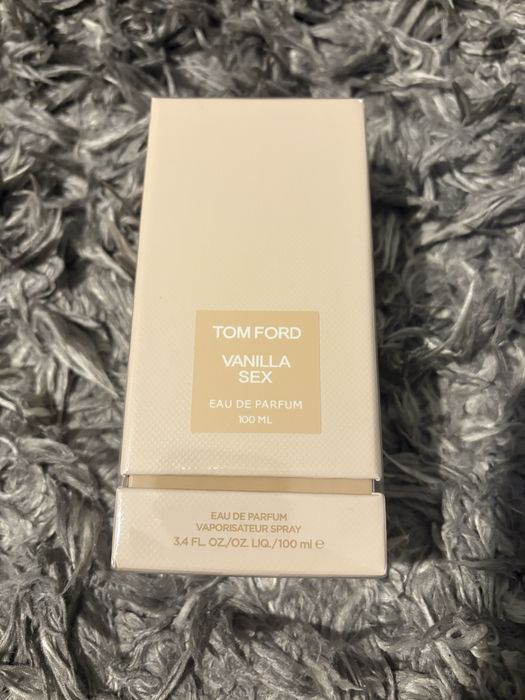 TOM FORD
VANILLA
SEX
EAU DE PARFUM
100 ML
EAU DE PARFUM
VAPORISATEUR SPRAY
3.4 FL. OZ./OZ. LIQ./100 ml ℮